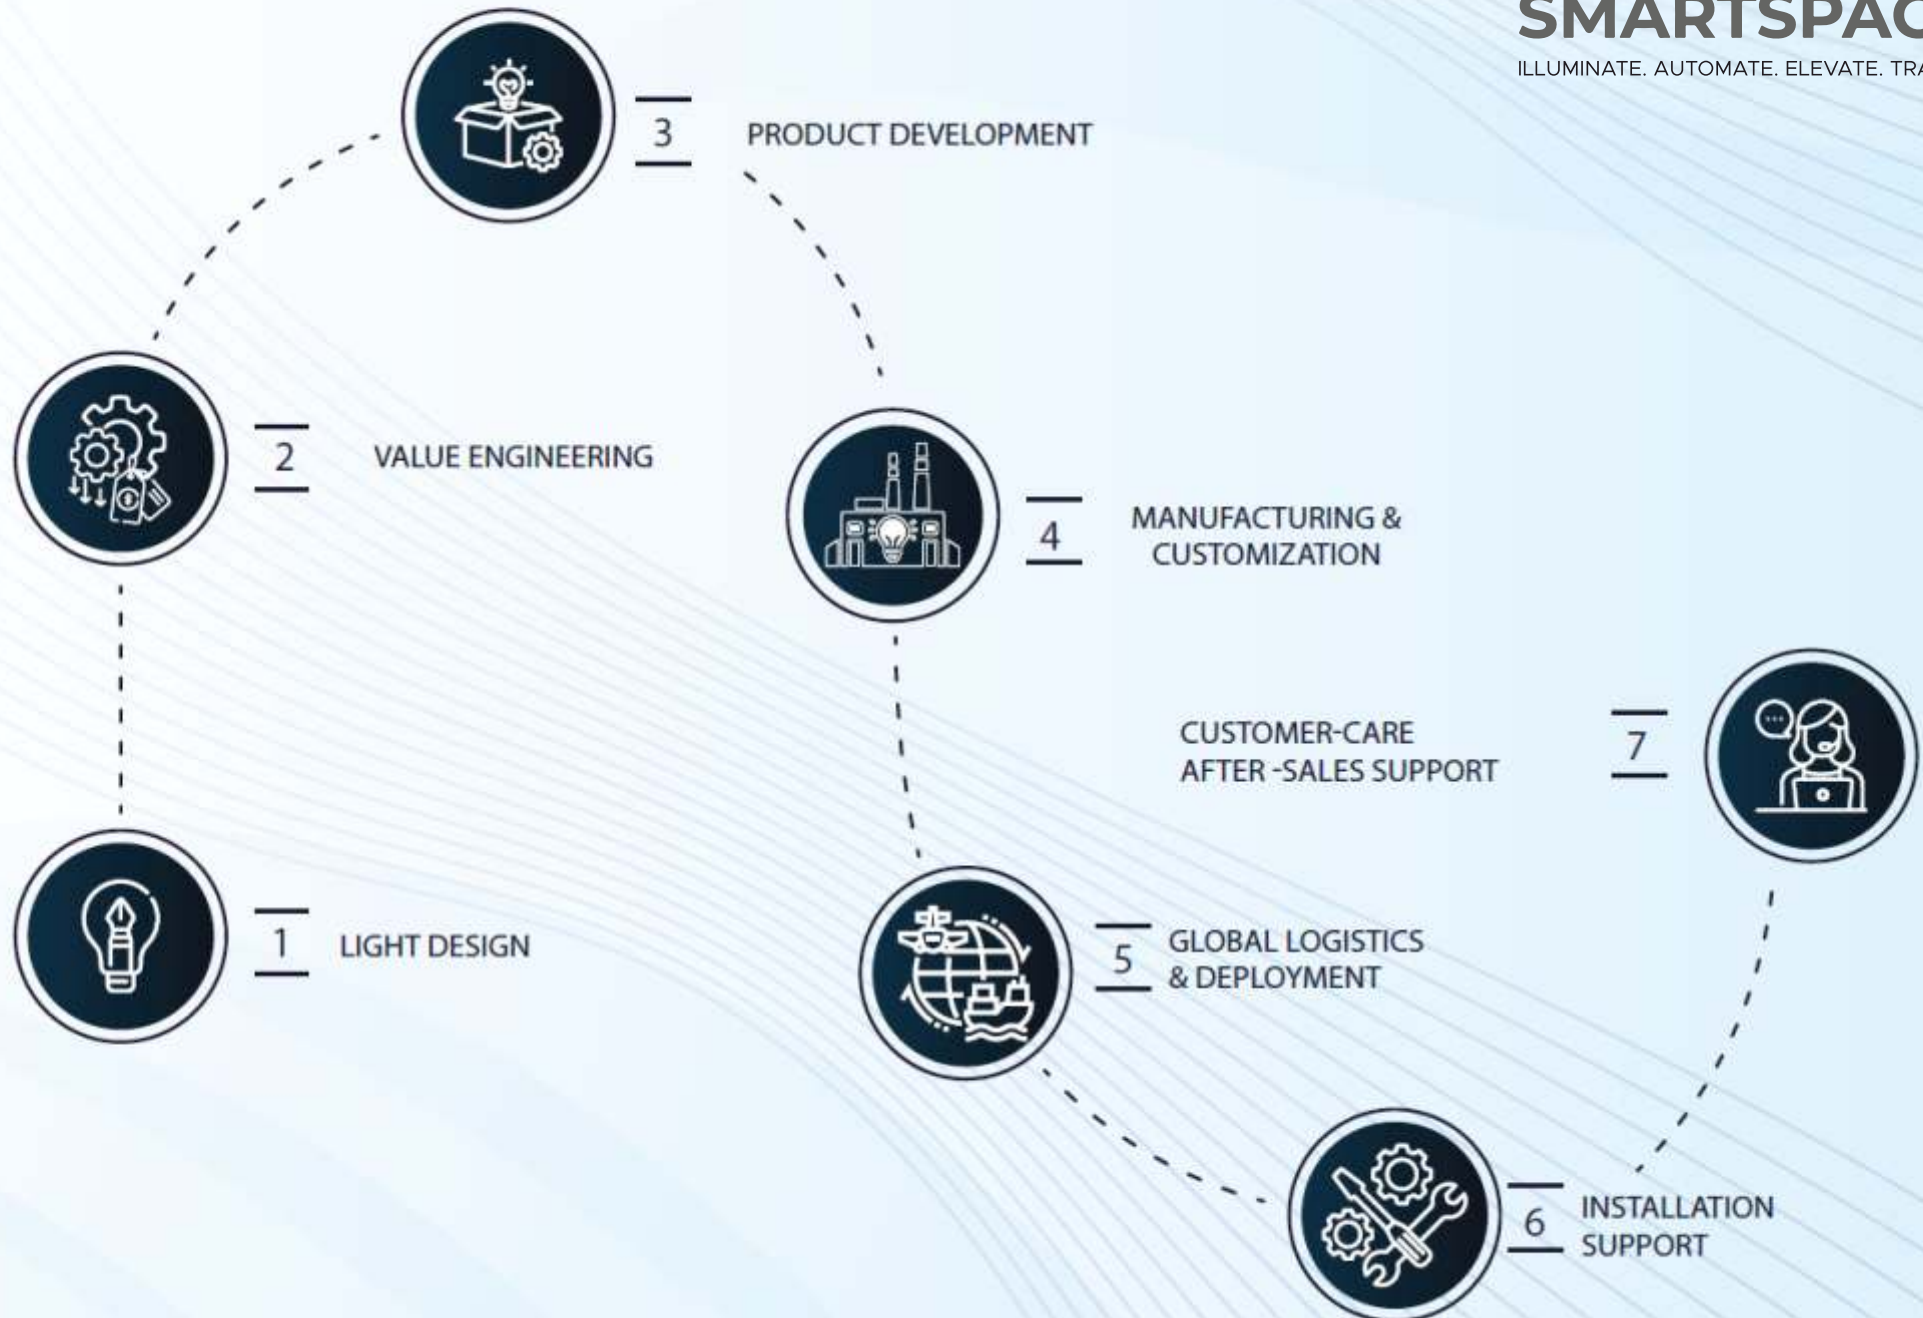 SMARTSPAC
ILLUMINATE. AUTOMATE. ELEVATE. TRA
3
PRODUCT DEVELOPMENT
2
VALUE ENGINEERING
4
MANUFACTURING &
CUSTOMIZATION
7
CUSTOMER-CARE
AFTER -SALES SUPPORT
1
LIGHT DESIGN
5
GLOBAL LOGISTICS
& DEPLOYMENT
6
INSTALLATION
SUPPORT